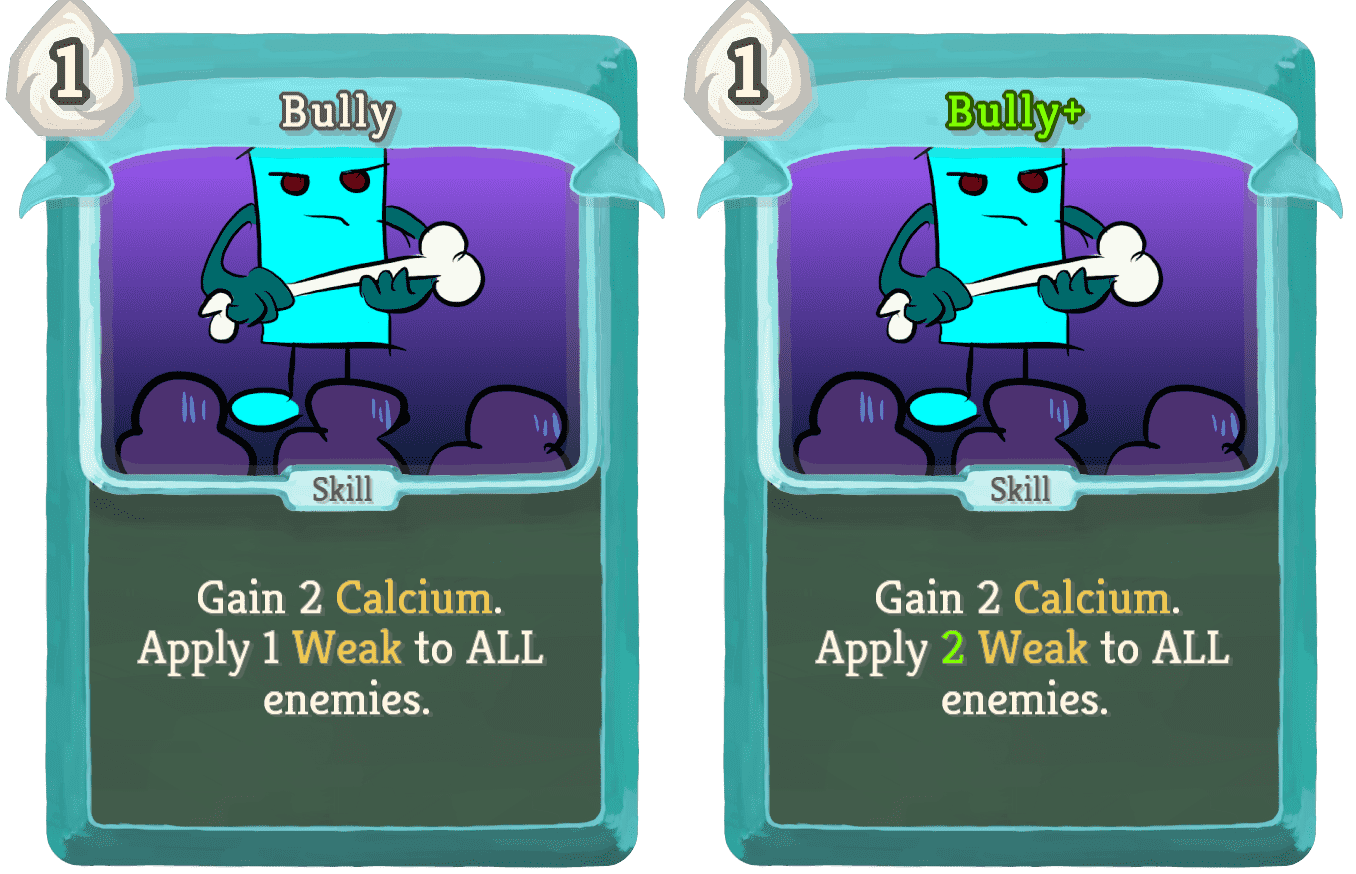 1
Bully
Skill
Gain 2 Calcium.
Apply 1 Weak to ALL
enemies.
1
Bully+
Skill
Gain 2 Calcium.
Apply 2 Weak to ALL
enemies.